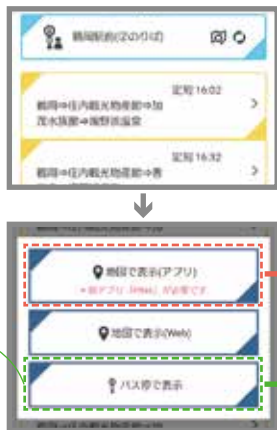 鶴岡駅前(②のりば)
定刻 16:02
鶴岡⇒庄内観光物産館⇒加
茂水族館⇒湯野浜温泉
定刻 16:32
鶴岡⇒庄内観光物産館⇒善
地図で表示(アプリ)
地図で表示(Web)
バス停で表示